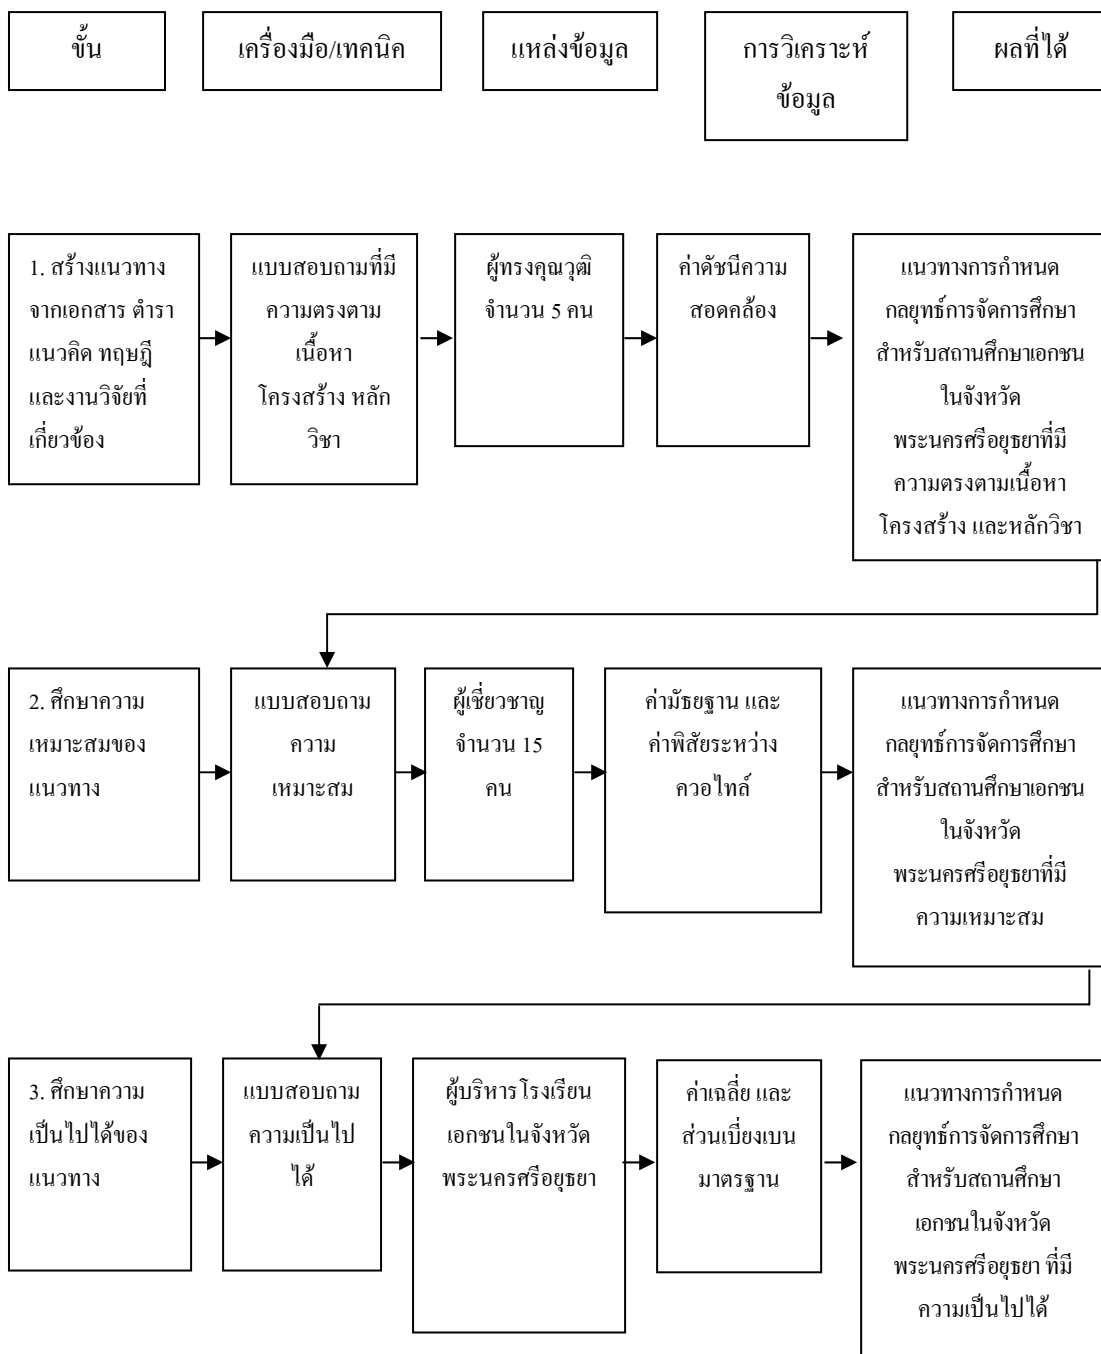 ขั้น
เครื่องมือ/เทคนิค
แหล่งข้อมูล
การวิเคราะห์
ข้อมูล
ผลที่ได้
1. สร้างแนวทาง
จากเอกสาร ตำรา
แนวคิด ทฤษฎี
และงานวิจัยที่
เกี่ยวข้อง
แบบสอบถามที่มี
ความตรงตาม
เนื้อหา
โครงสร้าง หลัก
วิชา
ผู้ทรงคุณวุฒิ
จำนวน 5 คน
ค่าดัชนีความ
สอดคล้อง
แนวทางการกำหนด
กลยุทธ์การจัดการศึกษา
สำหรับสถานศึกษาเอกชน
ในจังหวัด
พระนครศรีอยุธยาที่มี
ความตรงตามเนื้อหา
โครงสร้าง และหลักวิชา
2. ศึกษาความ
เหมาะสมของ
แนวทาง
แบบสอบถาม
ความ
เหมาะสม
ผู้เชี่ยวชาญ
จำนวน 15
คน
ค่ามัธยฐาน และ
ค่าพิสัยระหว่าง
ควอไทล์
แนวทางการกำหนด
กลยุทธ์การจัดการศึกษา
สำหรับสถานศึกษาเอกชน
ในจังหวัด
พระนครศรีอยุธยาที่มี
ความเหมาะสม
3. ศึกษาความ
เป็นไปได้ของ
แนวทาง
แบบสอบถาม
ความเป็นไป
ได้
ผู้บริหารโรงเรียน
เอกชนในจังหวัด
พระนครศรีอยุธยา
ค่าเฉลี่ย และ
ส่วนเบี่ยงเบน
มาตรฐาน
แนวทางการกำหนด
กลยุทธ์การจัดการศึกษา
สำหรับสถานศึกษา
เอกชนในจังหวัด
พระนครศรีอยุธยา ที่มี
ความเป็นไปได้